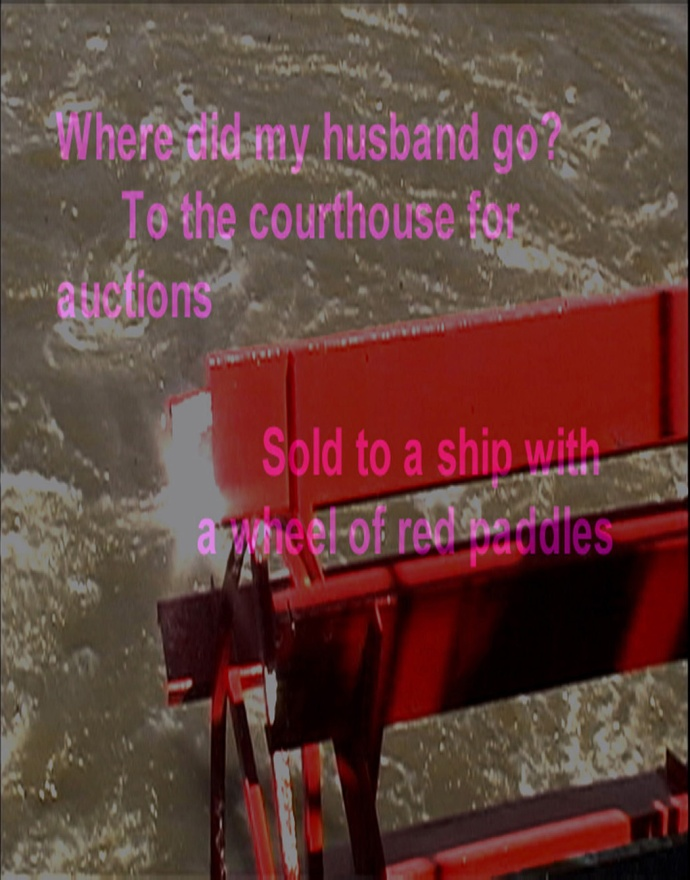 Where did my husband go?
To the courthouse for
auctions
Sold to a ship with
a wheel of red paddles